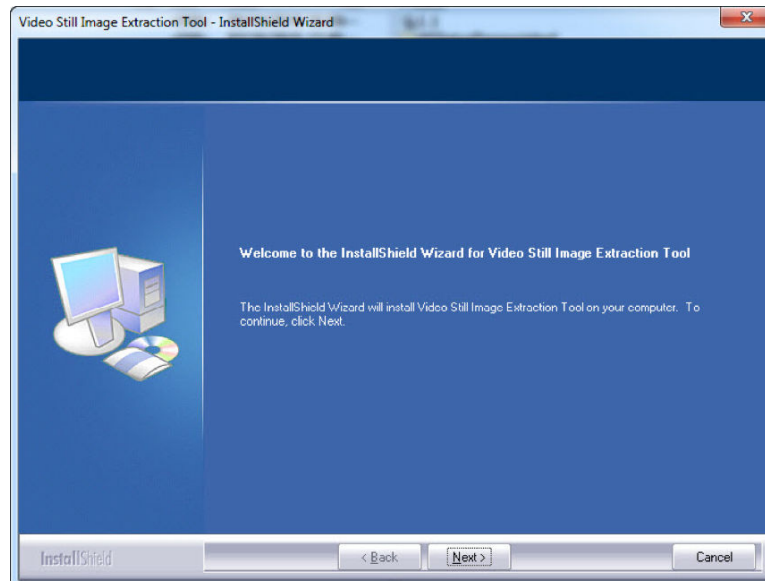 Video Still Image Extraction Tool - InstallShield Wizard
Welcome to the InstallShield Wizard for Video Still Image Extraction Tool
The InstallShield Wizard will install Video Still Image Extraction Tool on your computer. To
continue, click Next.
InstallShield
< Back
Next >
Cancel